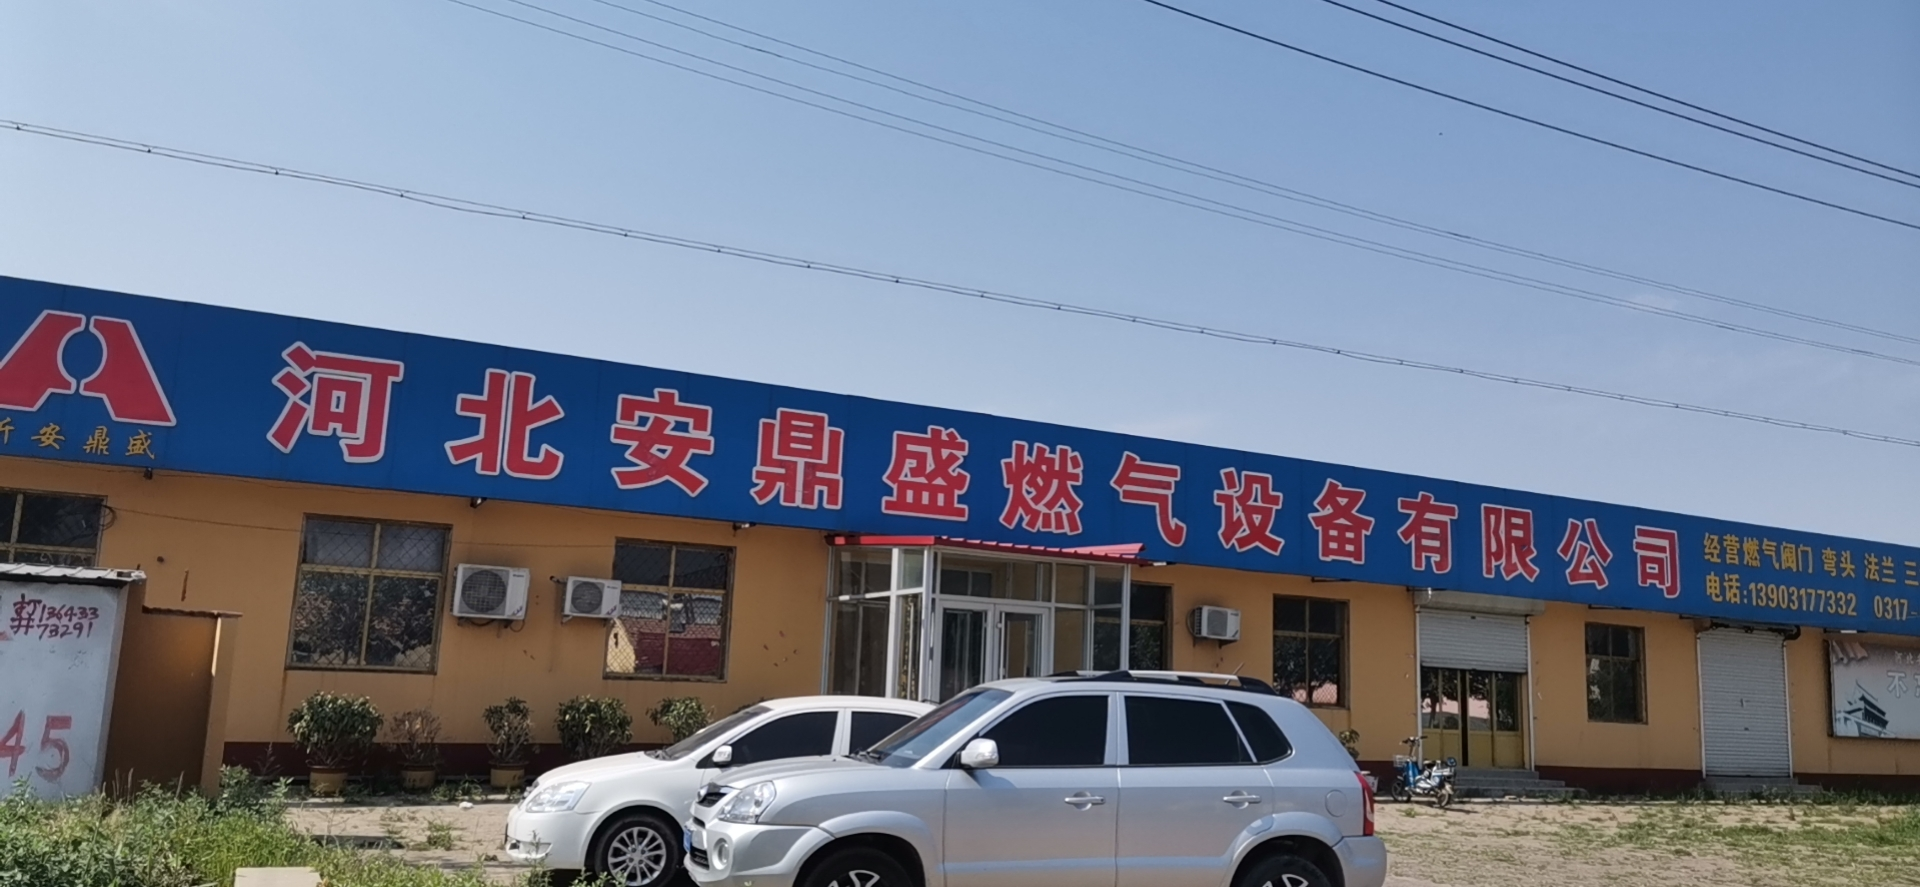 安鼎盛
河北安鼎盛燃气设备有限公司
经营燃气阀门 弯头 法兰 三
电话:13903177332 0317-
136433
73291
45